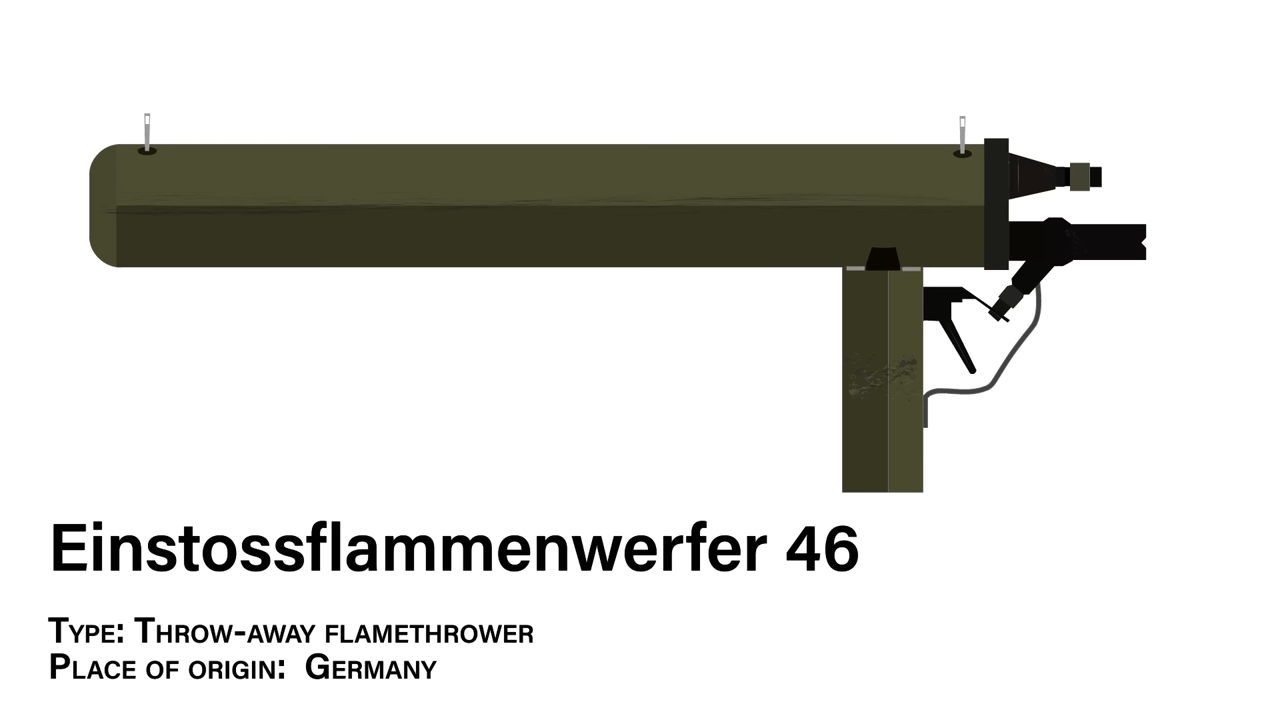 Einstossflammenwerfer 46
Type: Throw-away flamethrower
Place of origin: Germany